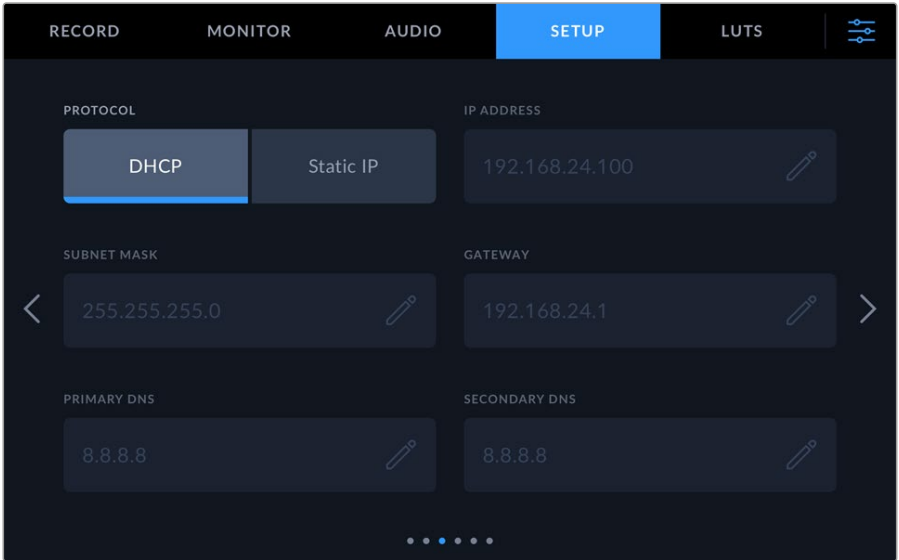 RECORD MONITOR AUDIO SETUP LUTS
PROTOCOL IP ADDRESS
DHCP Static IP 192.168.24.100
SUBNET MASK GATEWAY
255.255.255.0 192.168.24.1
PRIMARY DNS SECONDARY DNS
8.8.8.8 8.8.8.8